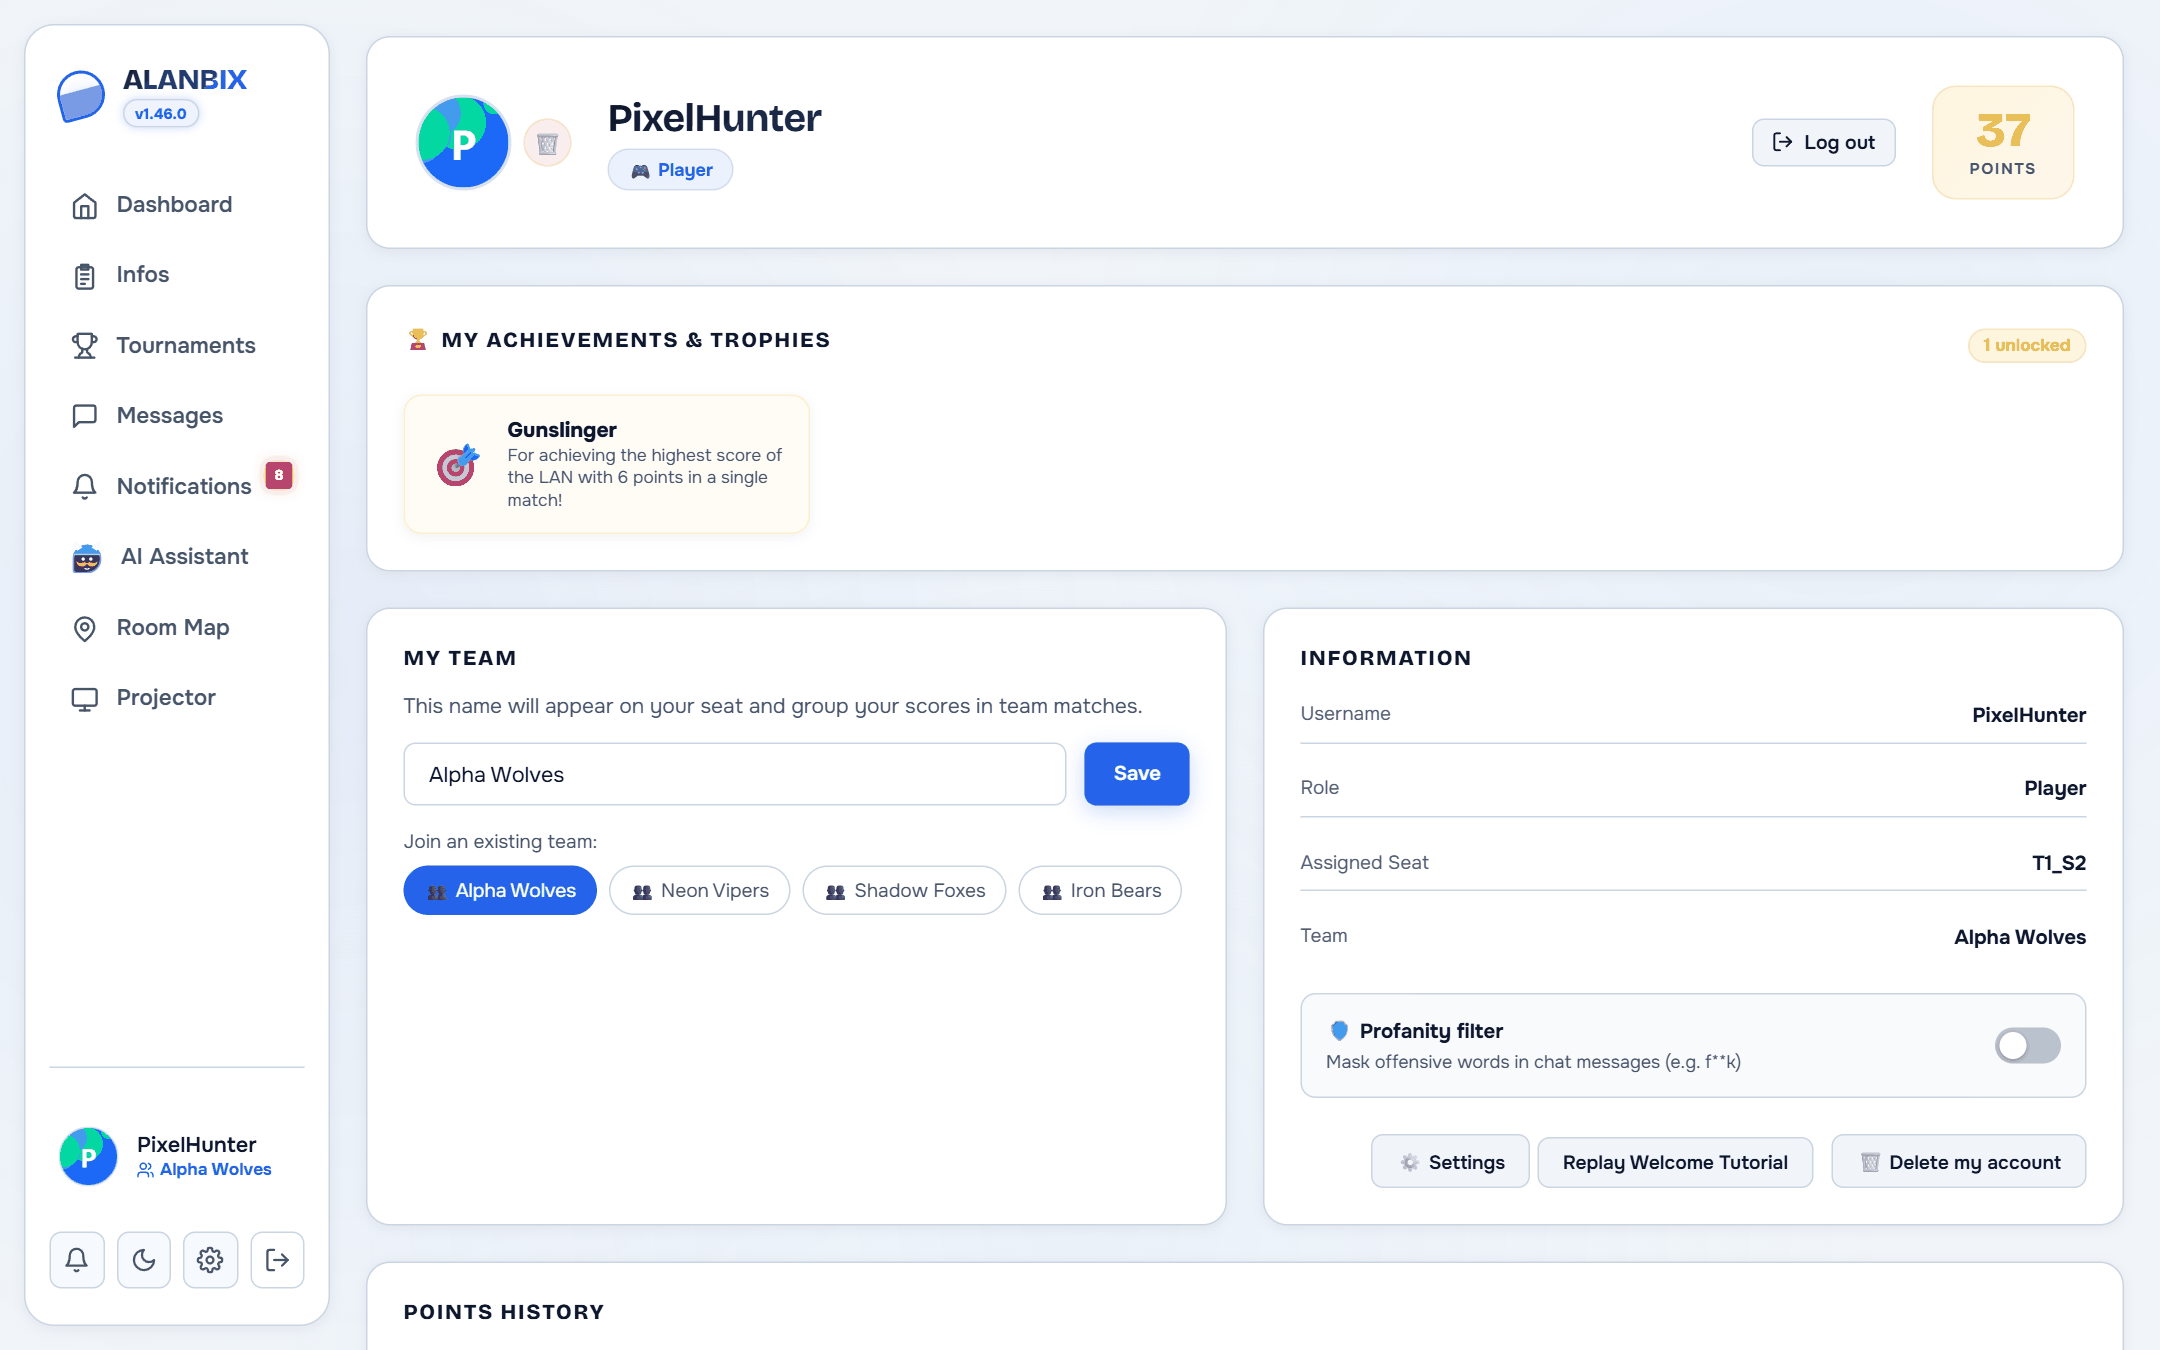 ALANBIX
v1.46.0
Dashboard
Infos
Tournaments
Messages
Notifications
8
AI Assistant
Room Map
Projector
P
PixelHunter
Alpha Wolves
P
PixelHunter
Player
Log out
37
POINTS
MY ACHIEVEMENTS & TROPHIES
1 unlocked
Gunslinger
For achieving the highest score of
the LAN with 6 points in a single
match!
MY TEAM
This name will appear on your seat and group your scores in team matches.
Alpha Wolves
Save
Join an existing team:
Alpha Wolves
Neon Vipers
Shadow Foxes
Iron Bears
INFORMATION
Username
PixelHunter
Role
Player
Assigned Seat
T1_S2
Team
Alpha Wolves
Profanity filter
Mask offensive words in chat messages (e.g. f**k)
Settings
Replay Welcome Tutorial
Delete my account
POINTS HISTORY